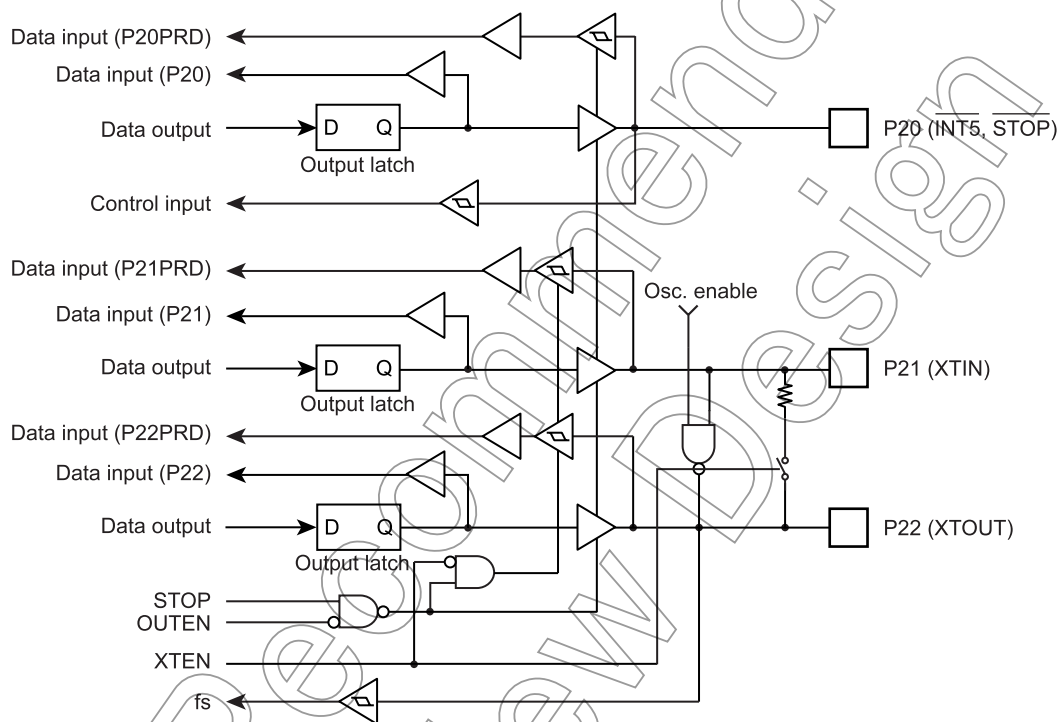 Data input (P20PRD)
Data input (P20)
Data output
D Q
Output latch
P20 (INT5, STOP)
Control input
Data input (P21PRD)
Osc. enable
Data input (P21)
Data output
D Q
Output latch
P21 (XTIN)
Data input (P22PRD)
Data input (P22)
Data output
D Q
Output latch
P22 (XTOUT)
STOP
OUTEN
XTEN
fs